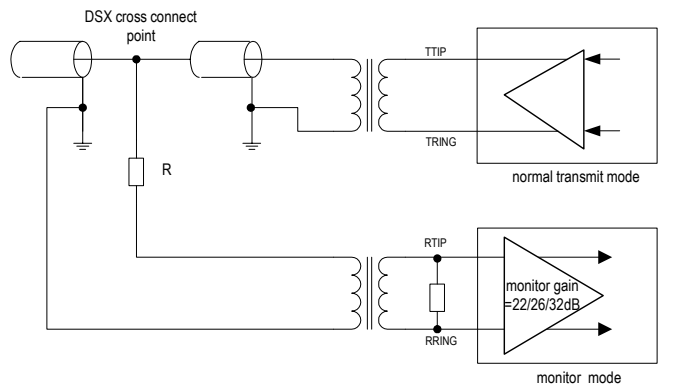 DSX cross connect
point
TTIP
TRING
normal transmit mode
R
RTIP
monitor gain
=22/26/32dB
RRING
monitor mode